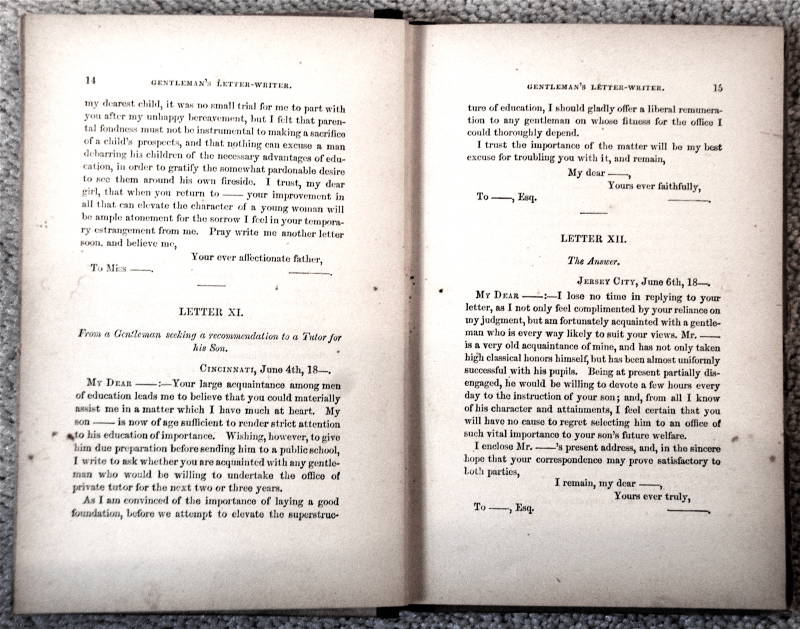 14 GENTLEMAN'S LETTER-WRITER.
my dearest child, it was no small trial for me to part with
you after my unhappy bereavement, but I felt that paren-
tal fondness must not be instrumental to making a sacrifice
of a child's prospects, and that nothing can excuse a man
debarring his children of the necessary advantages of edu-
cation, in order to gratify the somewhat pardonable desire
to see them around his own fireside. I trust, my dear
girl, that when you return to —— your improvement in
all that can elevate the character of a young woman will
be ample atonement for the sorrow I feel in your tempora-
ry estrangement from me. Pray write me another letter
soon, and believe me,
Your ever affectionate father,
To Miss ——. ————.
LETTER XI.
From a Gentleman seeking a recommendation to a Tutor for
his Son.
CINCINNATI, June 4th, 18—.
MY DEAR ——:—Your large acquaintance among men
of education leads me to believe that you could materially
assist me in a matter which I have much at heart. My
son —— is now of age sufficient to render strict attention
to his education of importance. Wishing, however, to give
him due preparation before sending him to a public school,
I write to ask whether you are acquainted with any gentle-
man who would be willing to undertake the office of
private tutor for the next two or three years.
As I am convinced of the importance of laying a good
foundation, before we attempt to elevate the superstruc-
GENTLEMAN'S LETTER-WRITER. 15
ture of education, I should gladly offer a liberal remunera-
tion to any gentleman on whose fitness for the office I
could thoroughly depend.
I trust the importance of the matter will be my best
excuse for troubling you with it, and remain,
My dear ——,
Yours ever faithfully,
To ——, Esq. ————.
LETTER XII.
The Answer.
JERSEY CITY, June 6th, 18—.
MY DEAR ——:—I lose no time in replying to your
letter, as I not only feel complimented by your reliance on
my judgment, but am fortunately acquainted with a gentle-
man who is every way likely to suit your views. Mr. ——
is a very old acquaintance of mine, and has not only taken
high classical honors himself, but has been almost uniformly
successful with his pupils. Being at present partially dis-
engaged, he would be willing to devote a few hours every
day to the instruction of your son; and, from all I know
of his character and attainments, I feel certain that you
will have no cause to regret selecting him to an office of
such vital importance to your son's future welfare.
I enclose Mr. ——'s present address, and, in the sincere
hope that your correspondence may prove satisfactory to
both parties,
I remain, my dear ——,
Yours ever truly,
To ——, Esq. ————,